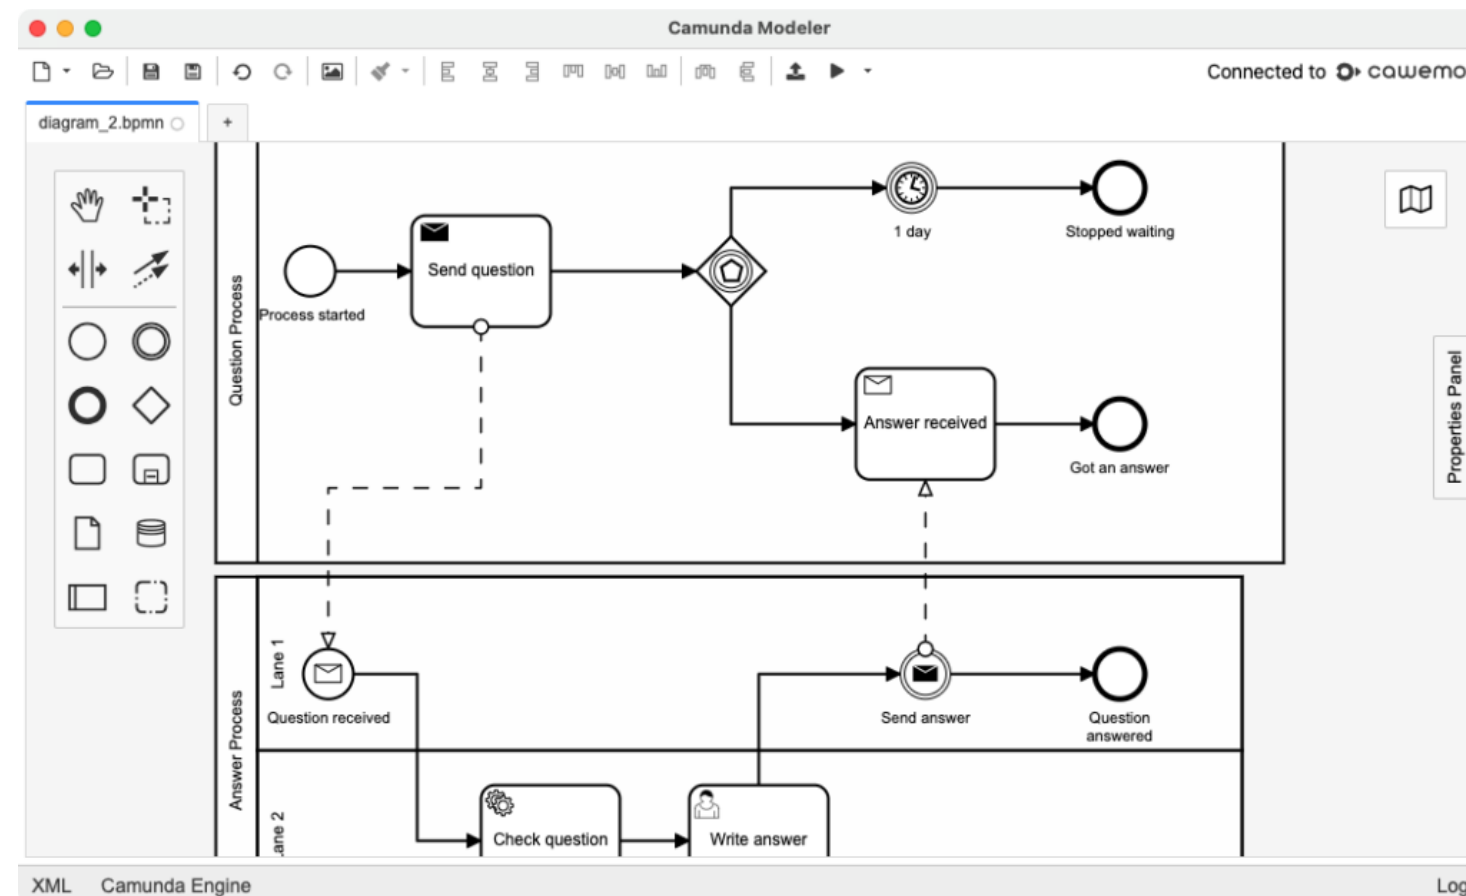 Camunda Modeler
Connected to cawemo
diagram_2.bpmn
+
Question Process
Process started
Send question
1 day
Stopped waiting
Answer received
Got an answer
Properties Panel
Answer Process
Lane 1
Question received
Send answer
Question
answered
ane 2
Check question
Write answer
XML
Camunda Engine
Log